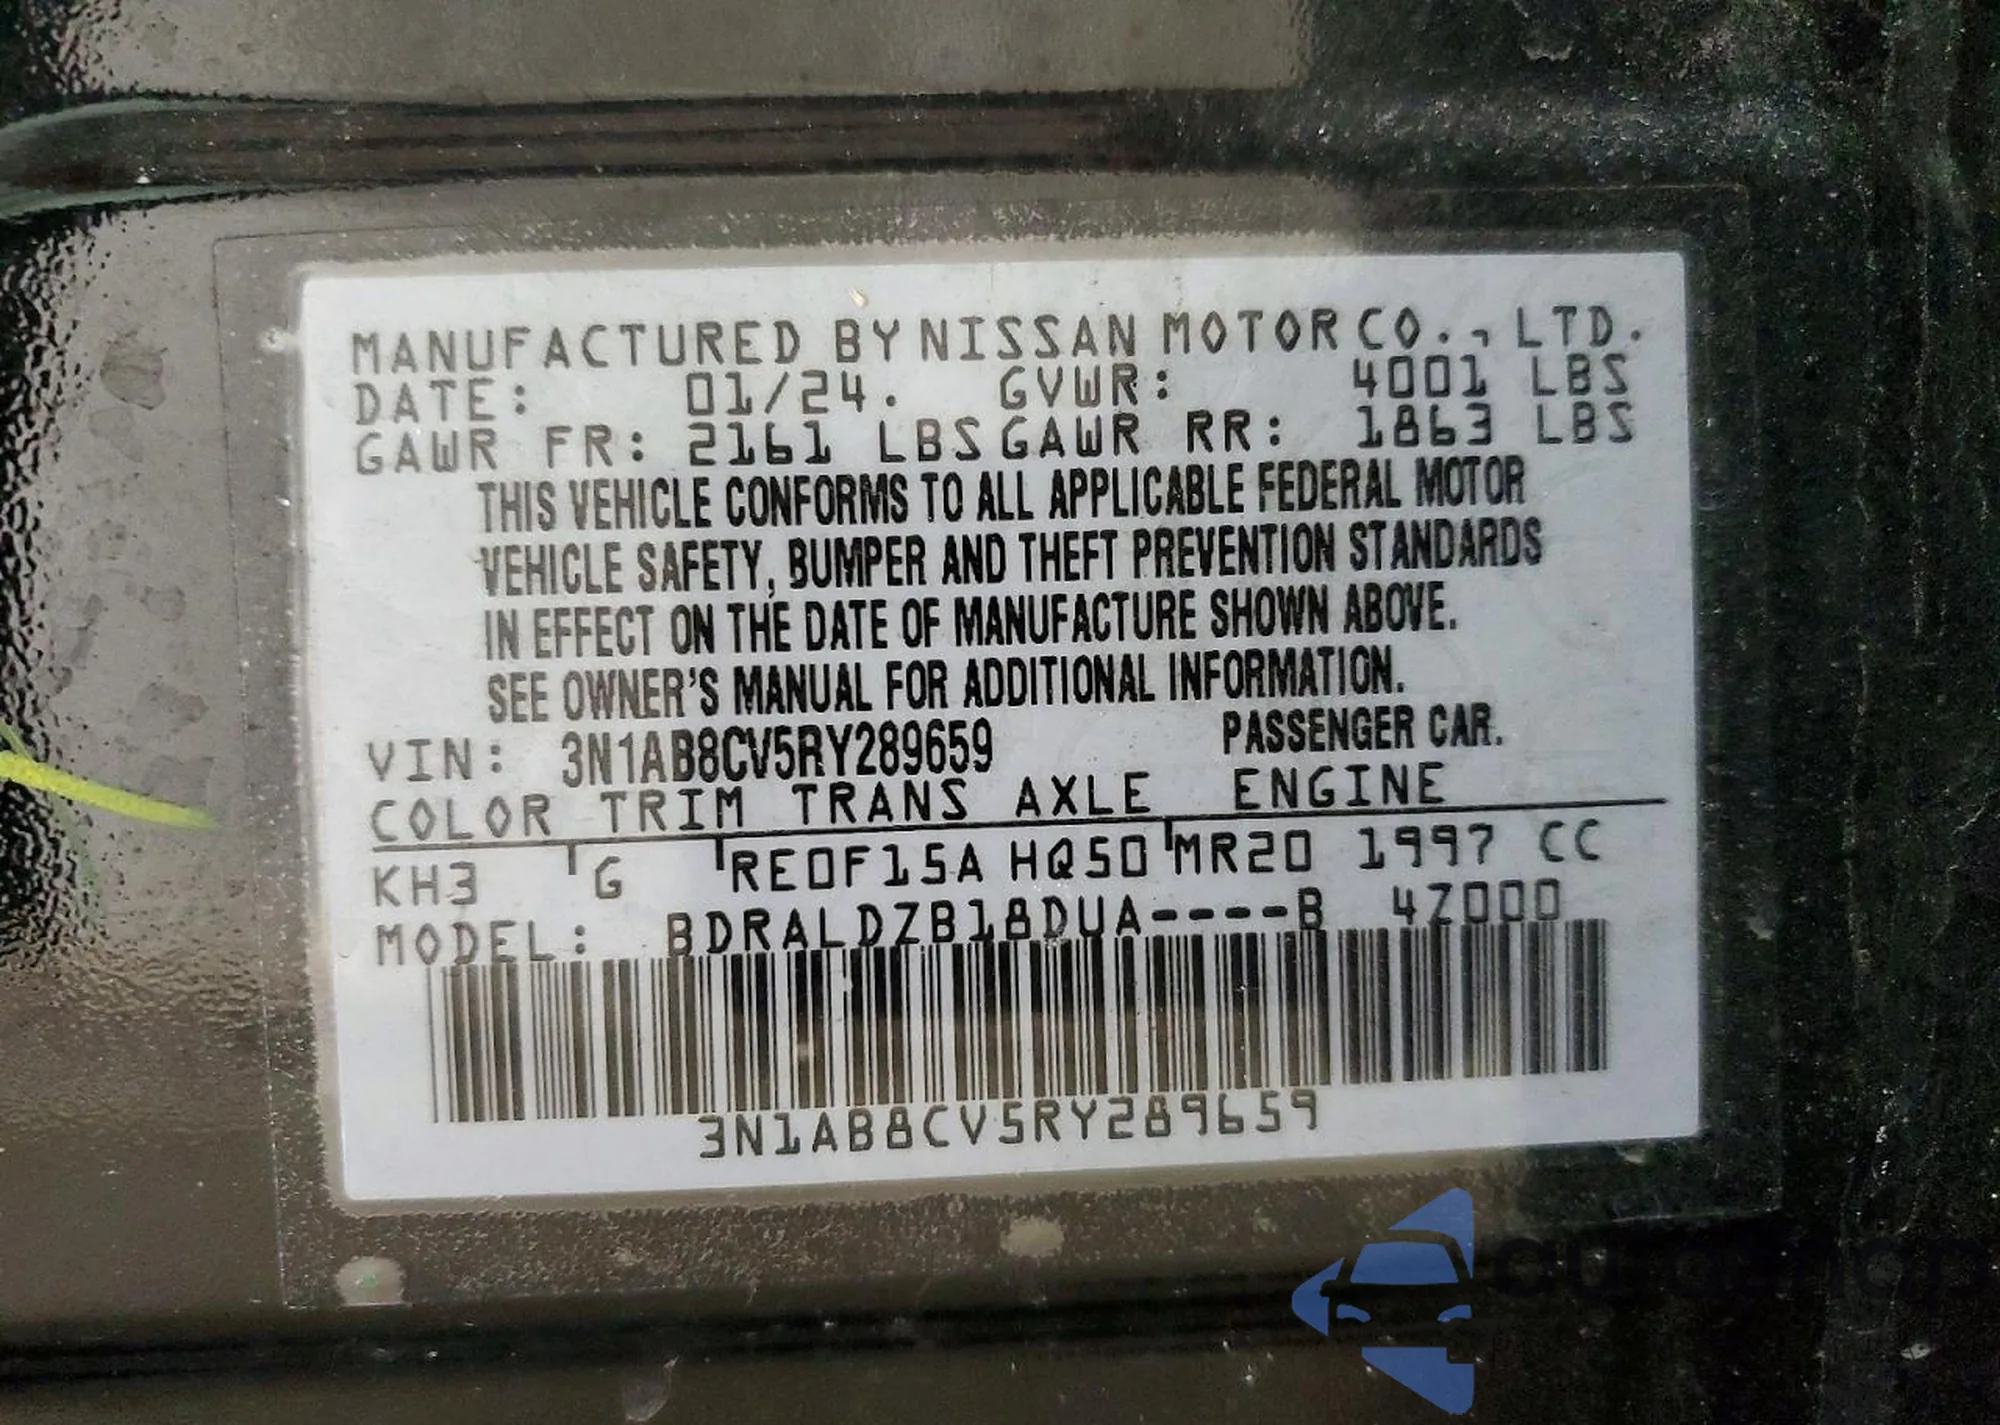 MANUFACTURED BY NISSAN MOTOR CO., LTD.
DATE: 01/24. GVWR: 4001 LBS
GAWR FR: 2161 LBS GAWR RR: 1863 LBS
THIS VEHICLE CONFORMS TO ALL APPLICABLE FEDERAL MOTOR
VEHICLE SAFETY, BUMPER AND THEFT PREVENTION STANDARDS
IN EFFECT ON THE DATE OF MANUFACTURE SHOWN ABOVE.
SEE OWNER'S MANUAL FOR ADDITIONAL INFORMATION.
VIN: 3N1AB8CV5RY289659 PASSENGER CAR.
COLOR TRIM TRANS AXLE ENGINE
KH3 G RE0F15A HQ50 MR20 1997 CC
MODEL: BDRALDZB18DUA----B 4Z000
3N1AB8CV5RY289659